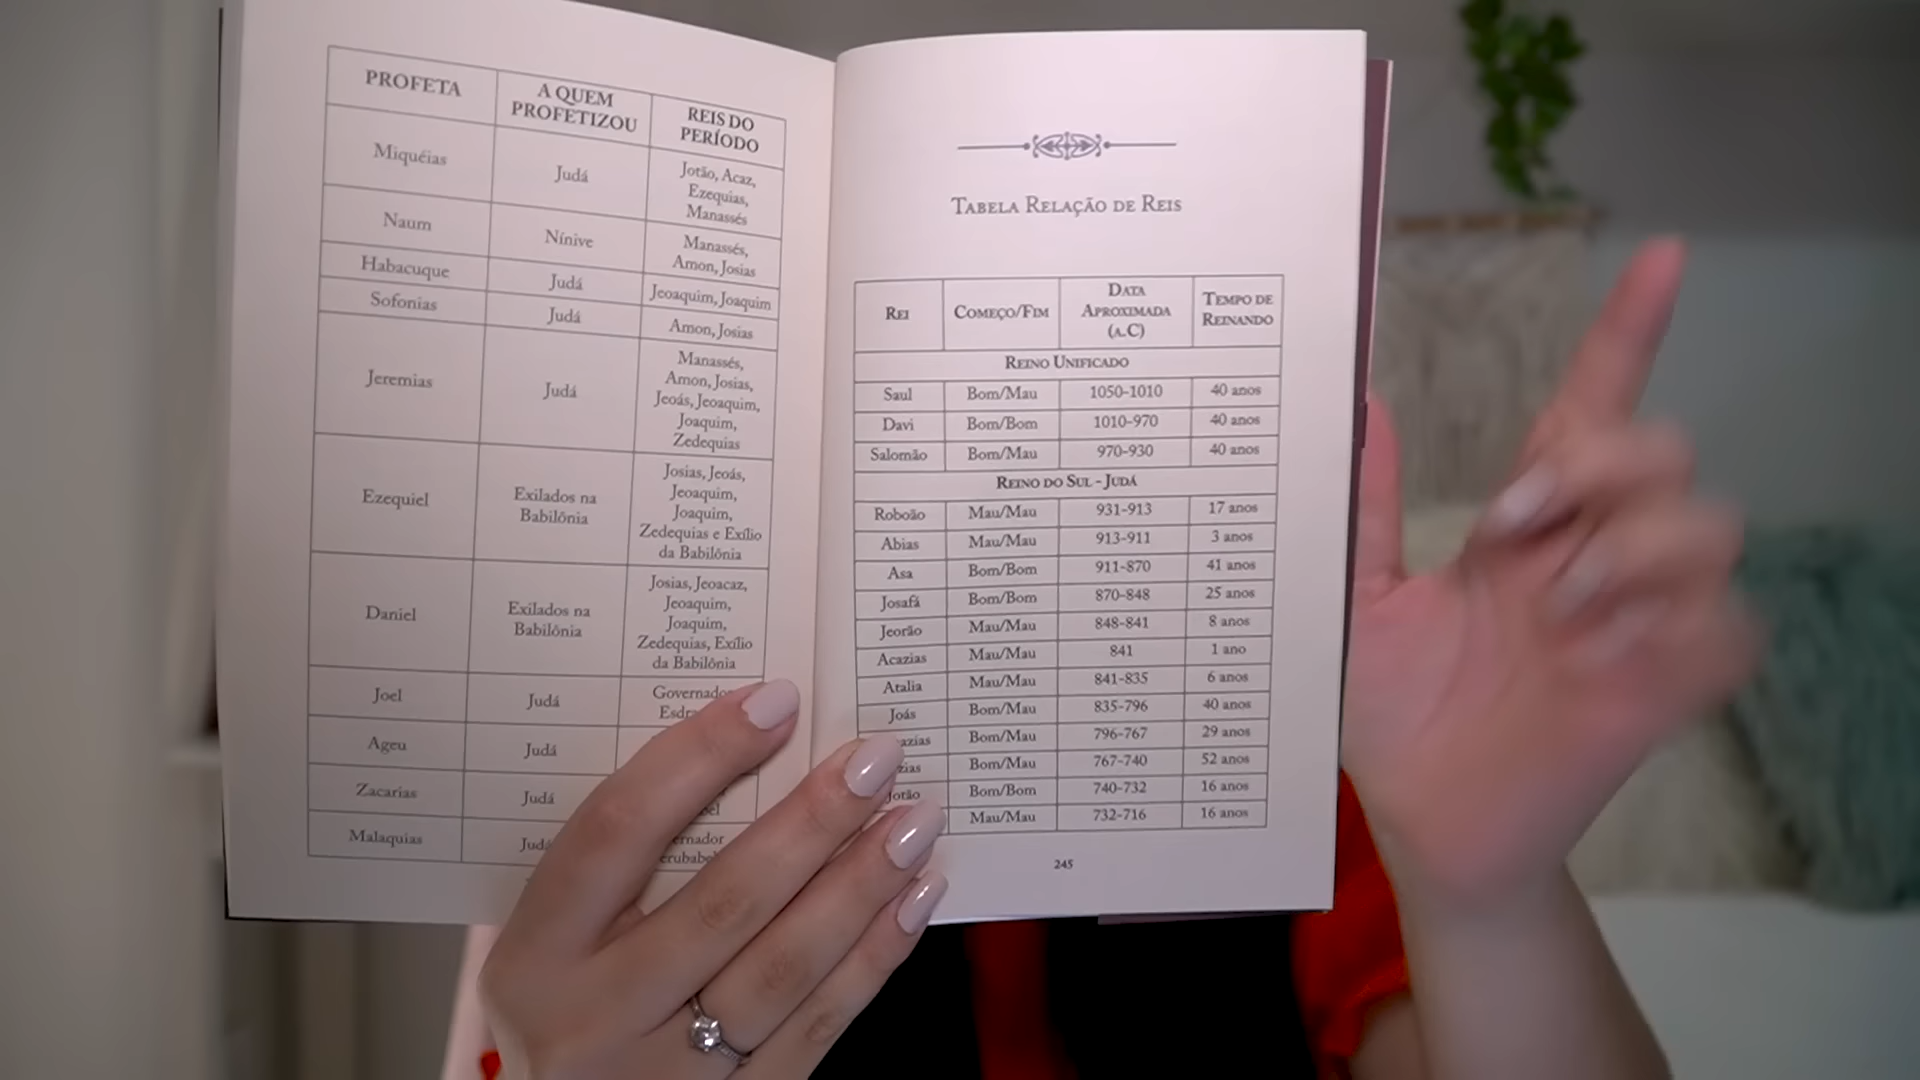 PROFETA
A QUEM
PROFETIZOU
REIS DO
PERÍODO
Miquéias
Judá
Jotão, Acaz,
Ezequias,
Manassés
Naum
Nínive
Manassés,
Amon, Josias
Habacuque
Judá
Jeoaquim, Joaquim
Sofonias
Judá
Amon, Josias
Jeremias
Judá
Manassés,
Amon, Josias,
Jeoás, Jeoaquim,
Joaquim,
Zedequias
Ezequiel
Exilados na
Babilônia
Josias, Jeoás,
Jeoaquim,
Joaquim,
Zedequias e Exílio
da Babilônia
Daniel
Exilados na
Babilônia
Josias, Jeoacaz,
Jeoaquim,
Joaquim,
Zedequias, Exílio
da Babilônia
Joel
Judá
Ageu
Judá
Zacarias
Judá
Malaquias
TABELA RELAÇÃO DE REIS
REI
COMEÇO/FIM
DATA
APROXIMADA
(A.C)
TEMPO DE
REINANDO
REINO UNIFICADO
Saul Bom/Mau 1050-1010 40 anos
Davi Bom/Bom 1010-970 40 anos
Salomão Bom/Mau 970-930 40 anos
REINO DO SUL - JUDÁ
Roboão Mau/Mau 931-913 17 anos
Abias Mau/Mau 913-911 3 anos
Asa Bom/Bom 911-870 41 anos
Josafá Bom/Bom 870-848 25 anos
Jeorão Mau/Mau 848-841 8 anos
Acazias Mau/Mau 841 1 ano
Atalia Mau/Mau 841-835 6 anos
Joás Bom/Mau 835-796 40 anos
Bom/Mau 796-767 29 anos
Bom/Mau 767-740 52 anos
Jotão Bom/Bom 740-732 16 anos
Mau/Mau 732-716 16 anos
245